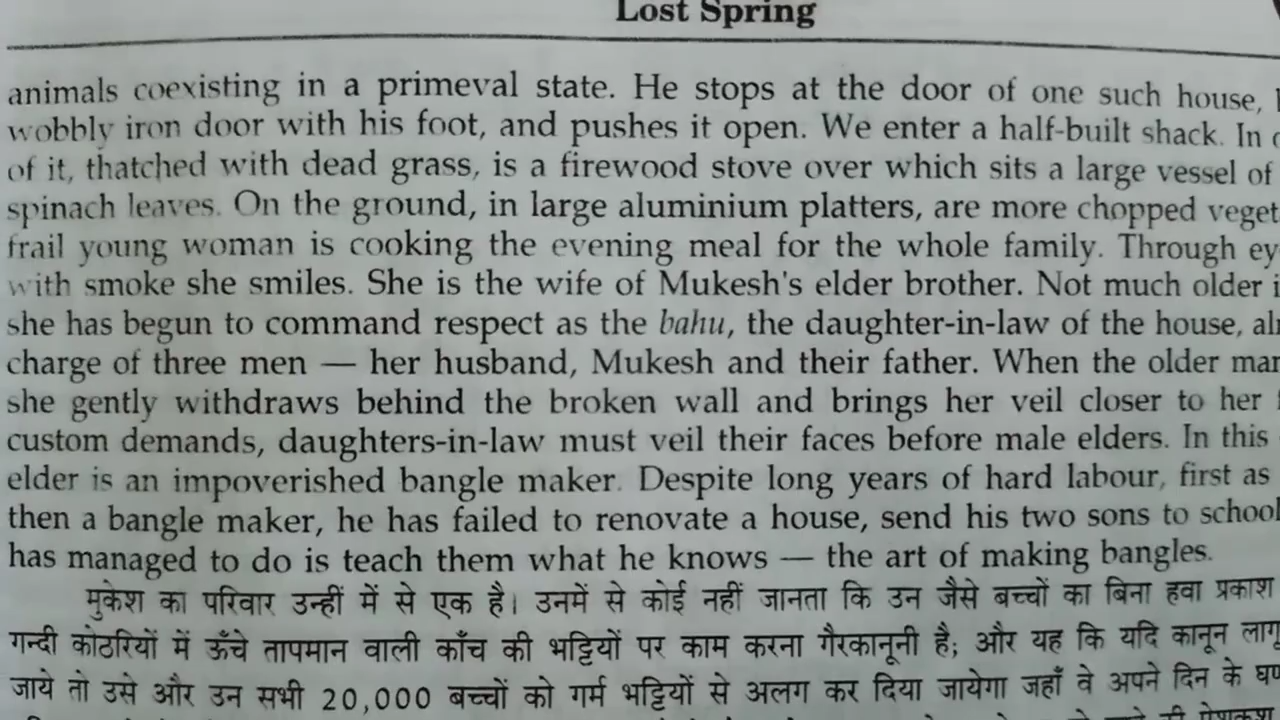 Lost Spring
animals coexisting in a primeval state. He stops at the door of one such house,
wobbly iron door with his foot, and pushes it open. We enter a half-built shack. In
of it, thatched with dead grass, is a firewood stove over which sits a large vessel of
spinach leaves. On the ground, in large aluminium platters, are more chopped
frail young woman is cooking the evening meal for the whole family. Through
with smoke she smiles. She is the wife of Mukesh's elder brother. Not much older
she has begun to command respect as the bahu, the daughter-in-law of the house,
charge of three men — her husband, Mukesh and their father. When the older
she gently withdraws behind the broken wall and brings her veil closer to her
custom demands, daughters-in-law must veil their faces before male elders. In this
elder is an impoverished bangle maker. Despite long years of hard labour, first as
then a bangle maker, he has failed to renovate a house, send his two sons to school
has managed to do is teach them what he knows — the art of making bangles.
मुकेश का परिवार उन्हीं में से एक है। उनमें से कोई नहीं जानता कि उन जैसे बच्चों का बिना हवा प्रकाश
गन्दी कोठरियों में ऊँचे तापमान वाली काँच की भट्टियों पर काम करना गैरकानूनी है; और यह कि यदि कानून
जाये तो उसे और उन सभी 20,000 बच्चों को गर्म भट्टियों से अलग कर दिया जायेगा जहाँ वे अपने दिन के